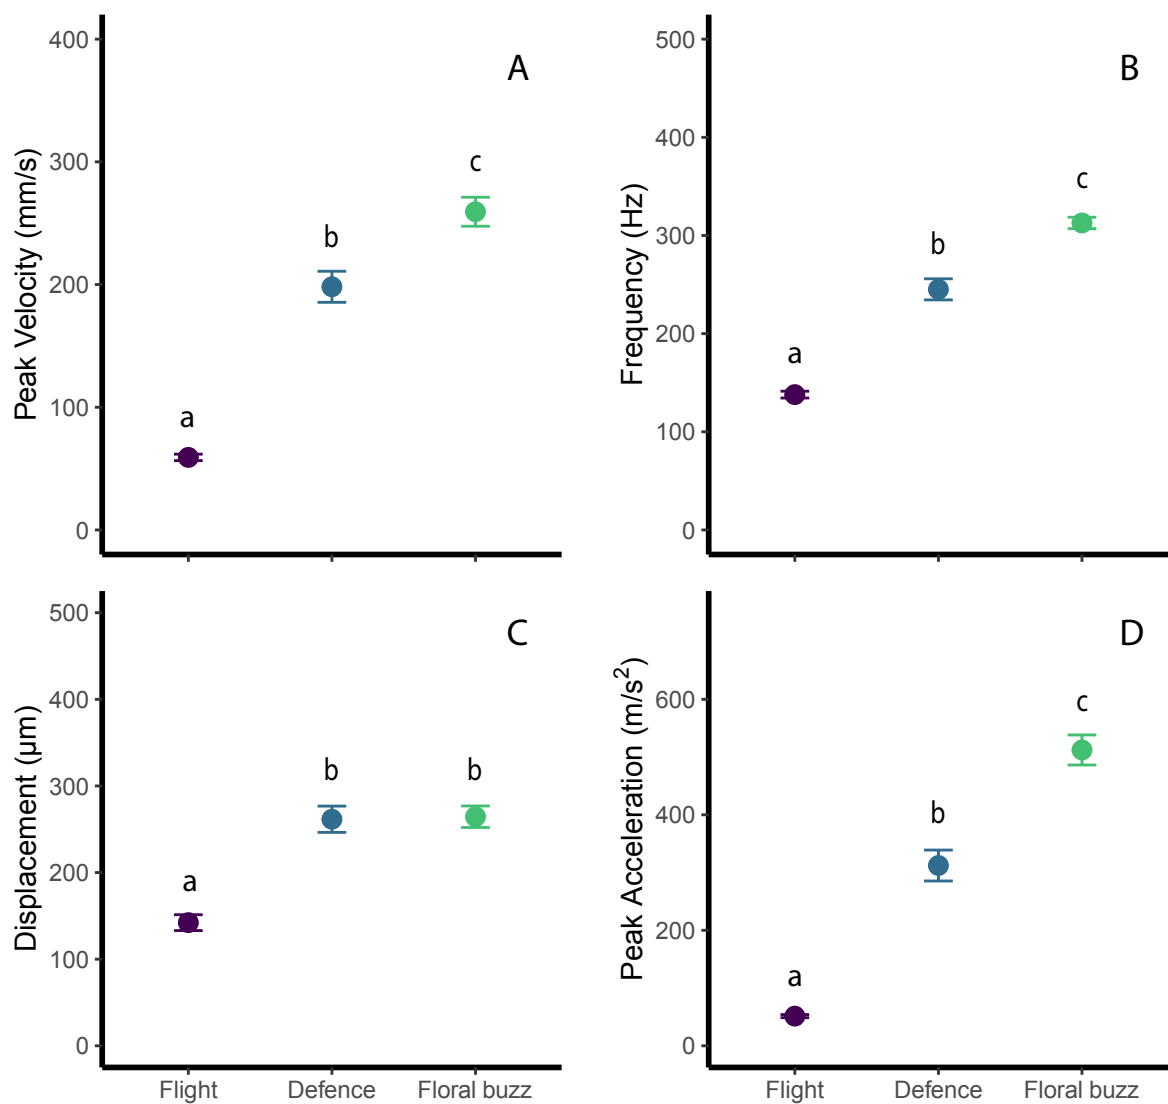 A
Peak Velocity (mm/s)
400
300
200
100
0
a
b
c
B
Frequency (Hz)
500
400
300
200
100
0
a
b
c
C
Displacement (µm)
500
400
300
200
100
0
a
b
b
Flight Defence Floral buzz
D
Peak Acceleration (m/s²)
600
400
200
0
a
b
c
Flight Defence Floral buzz